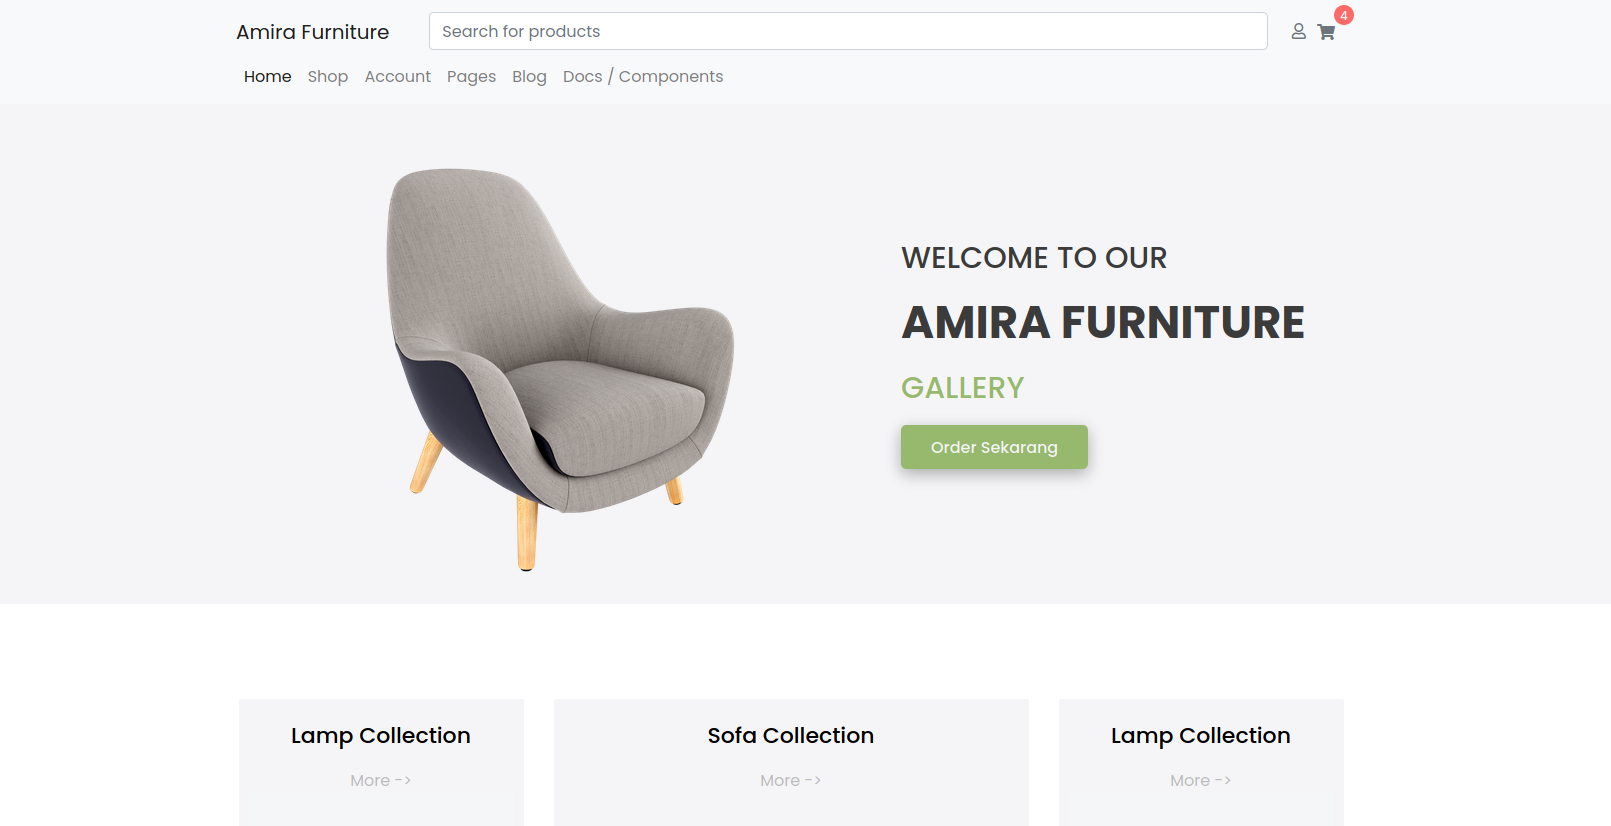 Amira Furniture
Search for products
4
Home Shop Account Pages Blog Docs / Components
WELCOME TO OUR
AMIRA FURNITURE
GALLERY
Order Sekarang
Lamp Collection
More ->
Sofa Collection
More ->
Lamp Collection
More ->